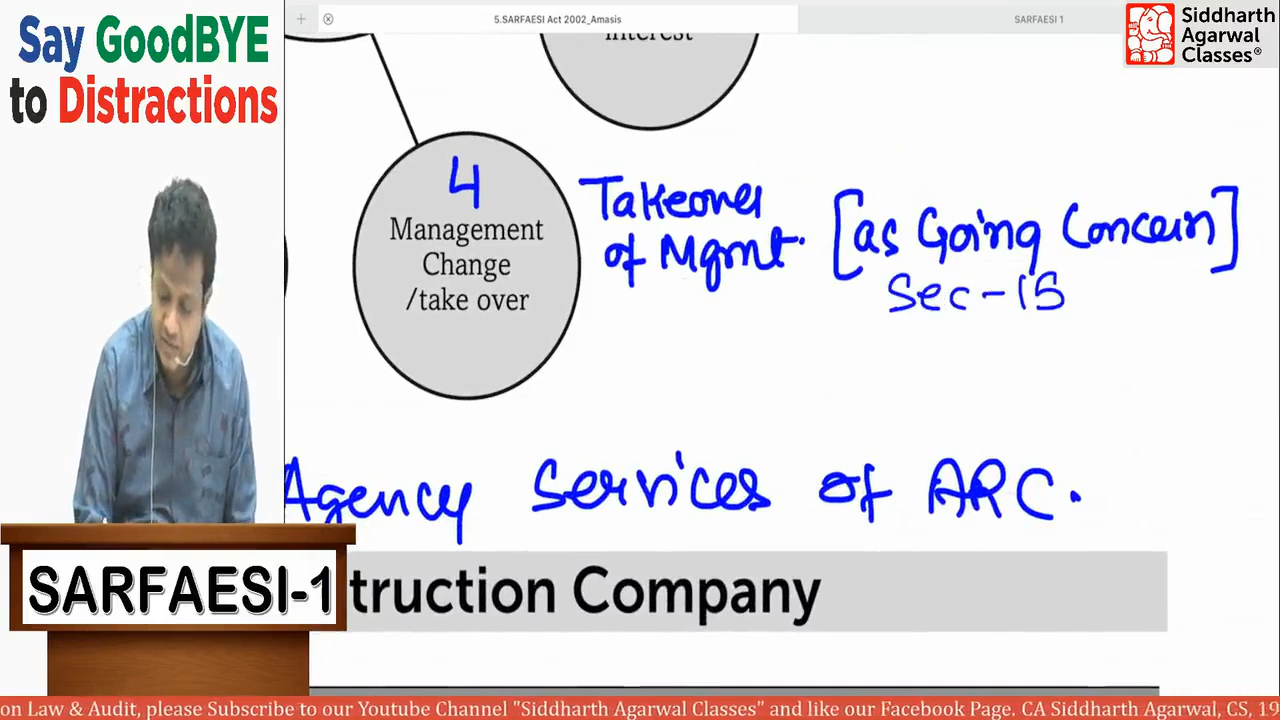 Say GoodBYE
to Distractions
5.SARFAESI Act 2002_Amasis
SARFAESI 1
Siddharth
Agarwal
Classes®
interest
4
Management
Change
/take over
Takeover
of Mgmt.
[as Going Concern]
Sec-15
Agency Services of ARC.
SARFAESI-1
truction Company
on Law & Audit, please Subscribe to our Youtube Channel "Siddharth Agarwal Classes" and like our Facebook Page. CA Siddharth Agarwal, CS, 19